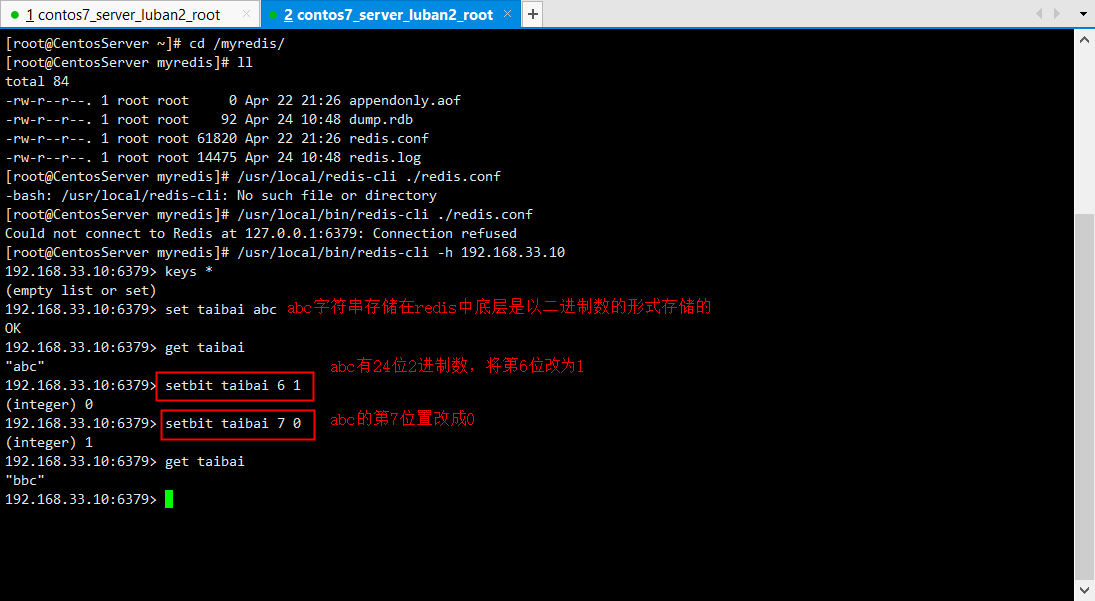 1 contos7_server_luban2_root × 2 contos7_server_luban2_root × +
[root@CentosServer ~]# cd /myredis/
[root@CentosServer myredis]# ll
total 84
-rw-r--r--. 1 root root     0 Apr 22 21:26 appendonly.aof
-rw-r--r--. 1 root root    92 Apr 24 10:48 dump.rdb
-rw-r--r--. 1 root root 61820 Apr 22 21:26 redis.conf
-rw-r--r--. 1 root root 14475 Apr 24 10:48 redis.log
[root@CentosServer myredis]# /usr/local/redis-cli ./redis.conf
-bash: /usr/local/redis-cli: No such file or directory
[root@CentosServer myredis]# /usr/local/bin/redis-cli ./redis.conf
Could not connect to Redis at 127.0.0.1:6379: Connection refused
[root@CentosServer myredis]# /usr/local/bin/redis-cli -h 192.168.33.10
192.168.33.10:6379> keys *
(empty list or set)
192.168.33.10:6379> set taibai abc abc字符串存储在redis中底层是以二进制数的形式存储的
OK
192.168.33.10:6379> get taibai
"abc"
abc有24位2进制数，将第6位改为1
192.168.33.10:6379> setbit taibai 6 1
(integer) 0
192.168.33.10:6379> setbit taibai 7 0 abc的第7位置改成0
(integer) 1
192.168.33.10:6379> get taibai
"bbc"
192.168.33.10:6379>